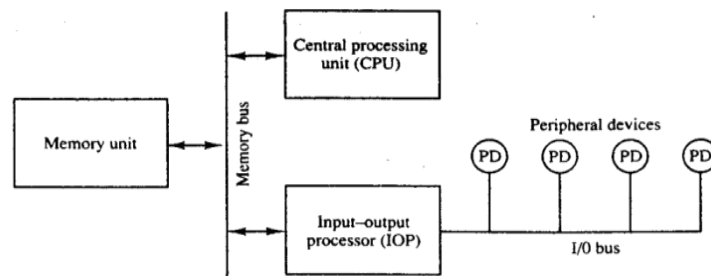 Central processing
unit (CPU)
Memory unit
Memory bus
Peripheral devices
PD
PD
PD
PD
Input–output
processor (IOP)
I/0 bus